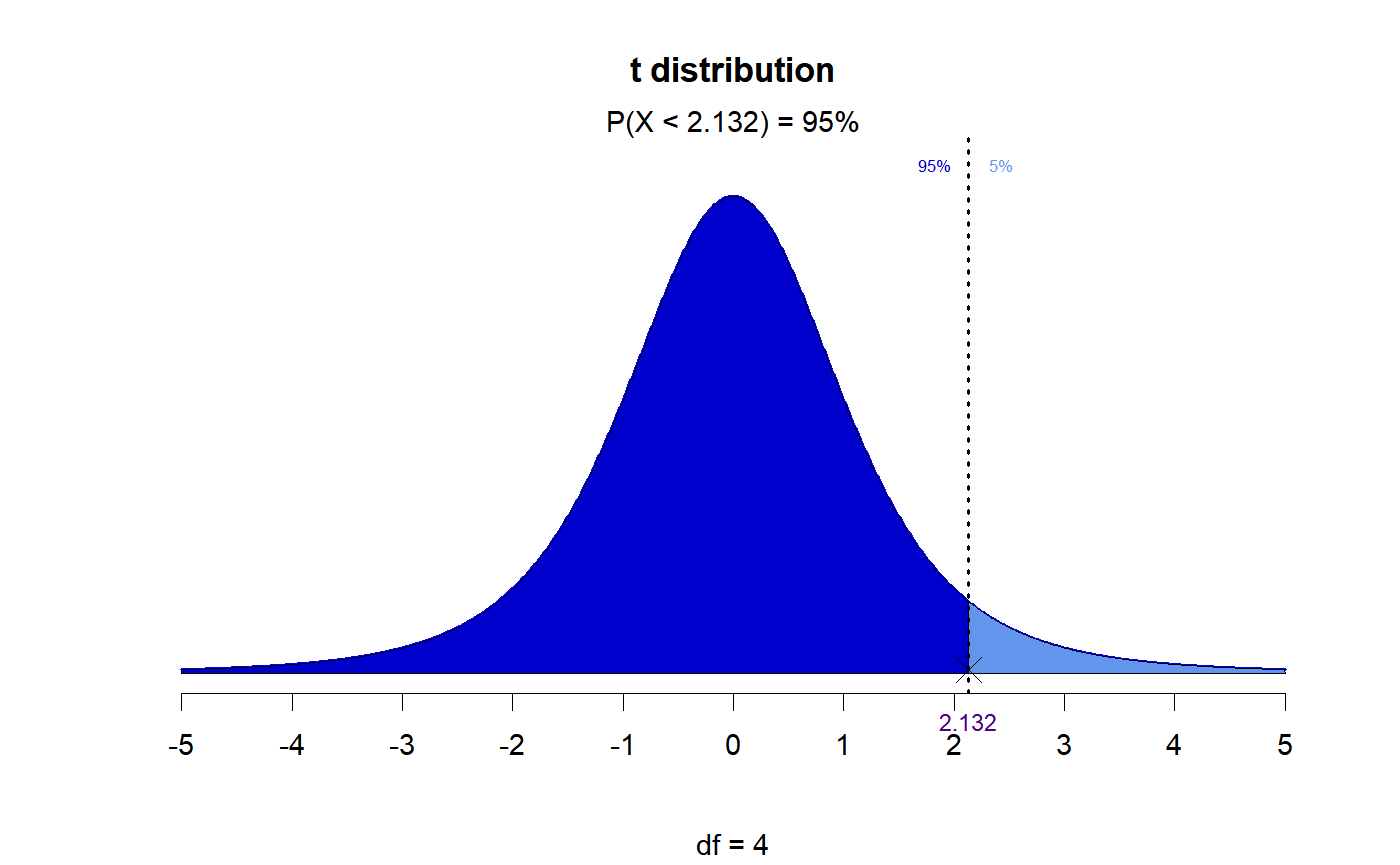 t distribution
P(X < 2.132) = 95%
95% 5%
2.132
-5 -4 -3 -2 -1 0 1 2 3 4 5
df = 4